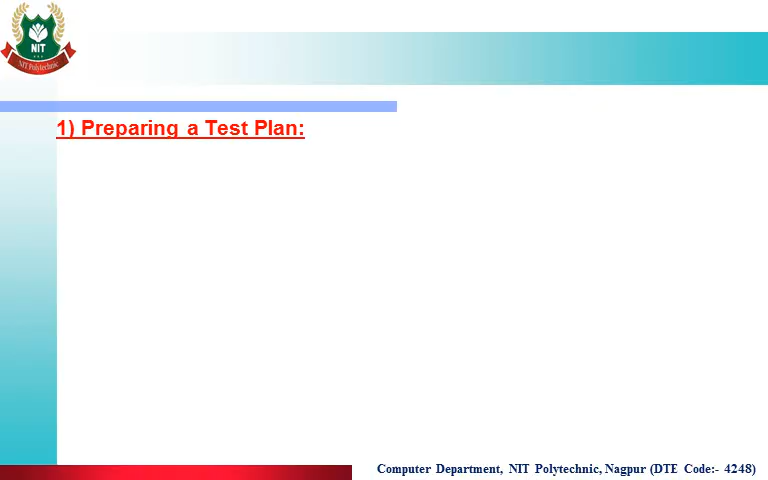 NIT
NIT Polytechnic
1) Preparing a Test Plan:
Computer Department, NIT Polytechnic, Nagpur (DTE Code:- 4248)